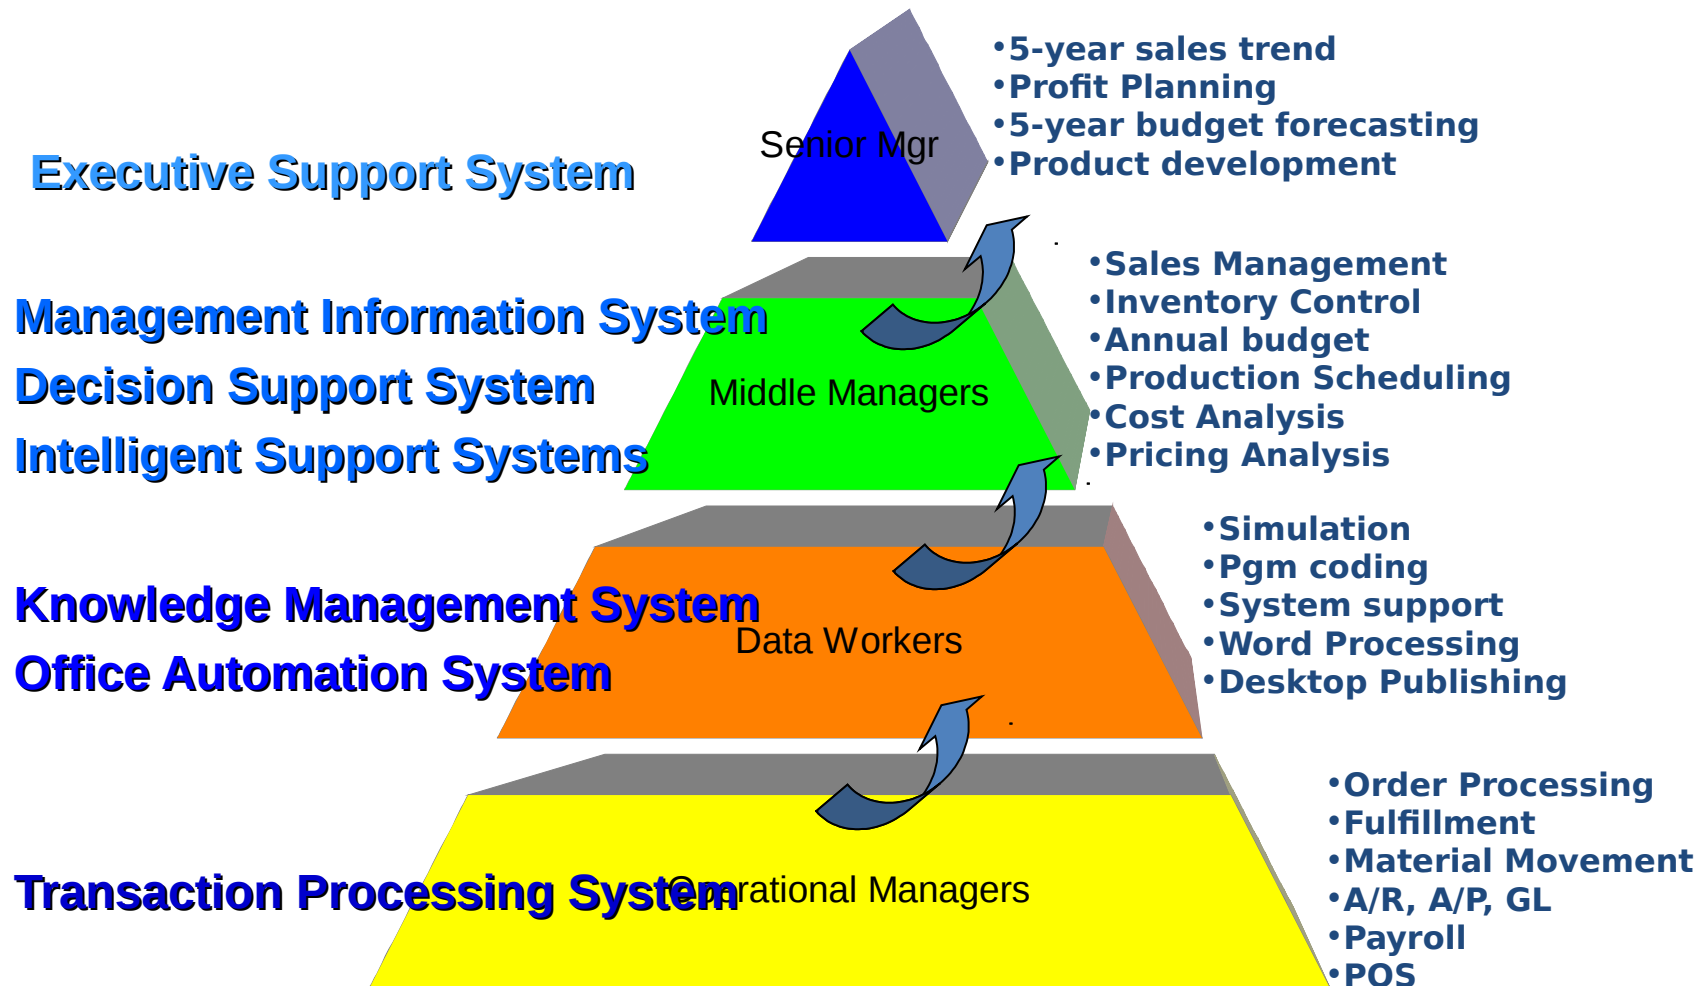 Senior Mgr
Executive Support System
•5-year sales trend
•Profit Planning
•5-year budget forecasting
•Product development
Management Information System
Decision Support System
Intelligent Support Systems
Middle Managers
•Sales Management
•Inventory Control
•Annual budget
•Production Scheduling
•Cost Analysis
•Pricing Analysis
Knowledge Management System
Office Automation System
Data Workers
•Simulation
•Pgm coding
•System support
•Word Processing
•Desktop Publishing
Transaction Processing System
Operational Managers
•Order Processing
•Fulfillment
•Material Movement
•A/R, A/P, GL
•Payroll
•POS